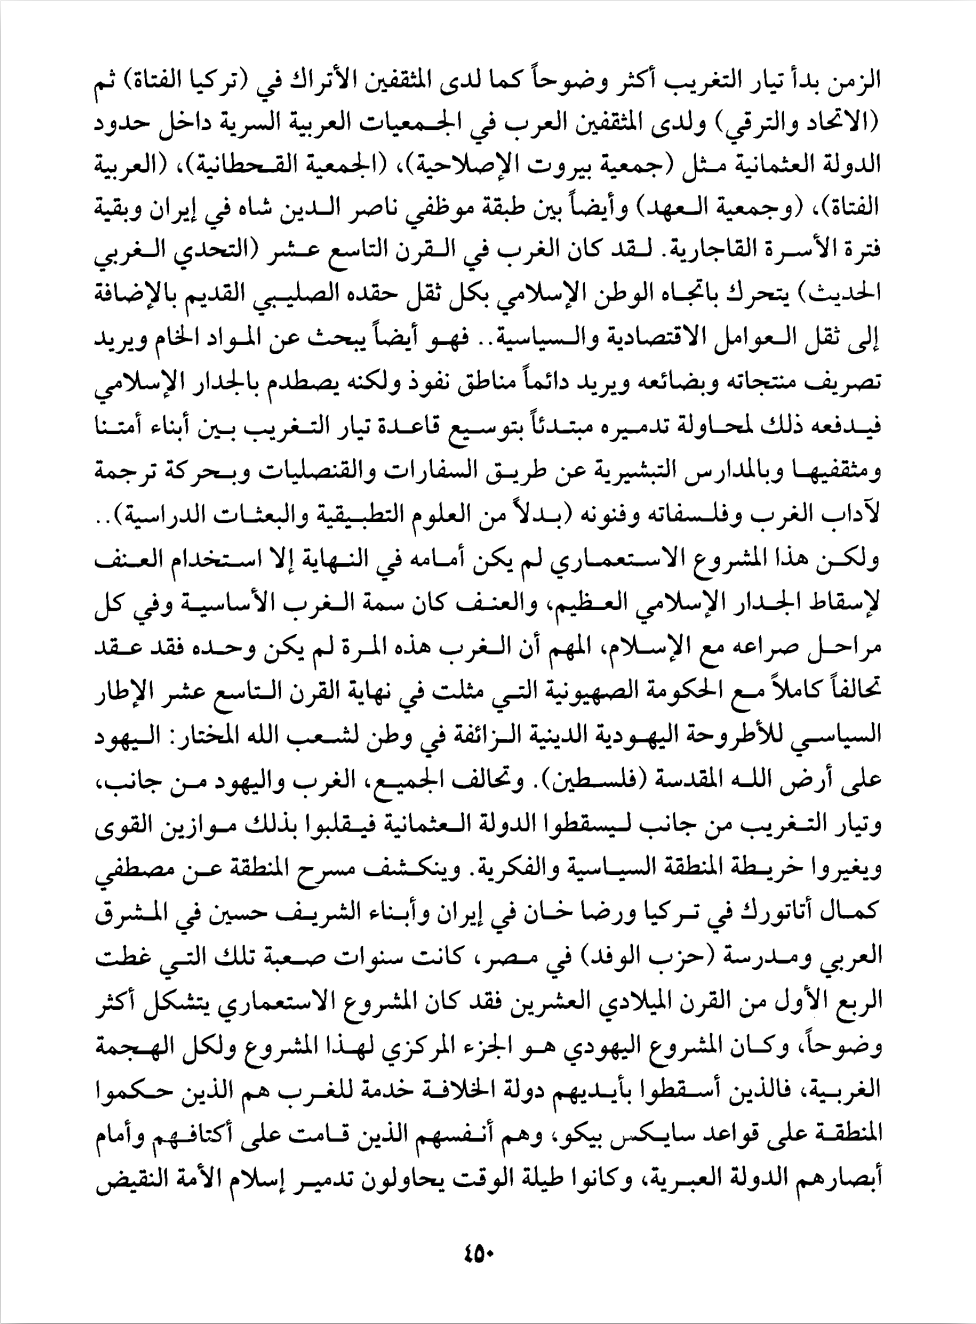 الزمن بدأ تيار التغريب أكثر وضوحاً كما لدى المثقفين الأتراك في (تركيا الفتاة) ثم
(الاتحاد والترقي) ولدى المثقفين العرب في الجمعيات العربية السرية داخل حدود
الدولة العثمانية مثل (جمعية بيروت الإصلاحية)، (الجمعية القحطانية)، (العربية
الفتاة)، (وجمعية العهد) وأيضاً بين طبقة موظفي ناصر الدين شاه في إيران وبقية
فترة الأسرة القاجارية. لقد كان الغرب في القرن التاسع عشر (التحدي الغربي
الحديث) يتحرك باتجاه الوطن الإسلامي بكل ثقل حقده الصليبي القديم بالإضافة
إلى ثقل العوامل الاقتصادية والسياسية.. فهو أيضاً يبحث عن المواد الخام ويريد
تصريف منتجاته وبضائعه ويريد دائماً مناطق نفوذ ولكنه يصطدم بالجدار الإسلامي
فيدفعه ذلك لمحاولة تدميره مبتدئاً بتوسيع قاعدة تيار التغريب بين أبناء أمتنا
ومثقفيها وبالمدارس التبشيرية عن طريق السفارات والقنصليات وبحركة ترجمة
لآداب الغرب وفلسفاته وفنونه (بدلاً من العلوم التطبيقية والبعثات الدراسية)..
ولكن هذا المشروع الاستعماري لم يكن أمامه في النهاية إلا استخدام العنف
لإسقاط الجدار الإسلامي العظيم، والعنف كان سمة الغرب الأساسية وفي كل
مراحل صراعه مع الإسلام، المهم أن الغرب هذه المرة لم يكن وحده فقد عقد
تحالفاً كاملاً مع الحكومة الصهيونية التي مثلت في نهاية القرن التاسع عشر الإطار
السياسي للأطروحة اليهودية الدينية الزائفة في وطن لشعب الله المختار: اليهود
على أرض الله المقدسة (فلسطين). وتحالف الجميع، الغرب واليهود من جانب،
وتيار التغريب من جانب ليسقطوا الدولة العثمانية فيقلبوا بذلك موازين القوى
ويغيروا خريطة المنطقة السياسية والفكرية. وينكشف مسرح المنطقة عن مصطفي
كمال أتاتورك في تركيا ورضا خان في إيران وأبناء الشريف حسين في المشرق
العربي ومدرسة (حزب الوفد) في مصر، كانت سنوات صعبة تلك التي غطت
الربع الأول من القرن الميلادي العشرين فقد كان المشروع الاستعماري يتشكل أكثر
وضوحاً، وكان المشروع اليهودي هو الجزء المركزي لهذا المشروع ولكل الهجمة
الغربية، فالذين أسقطوا بأيديهم دولة الخلافة خدمة للغرب هم الذين حكموا
المنطقة على قواعد سايكس بيكو، وهم أنفسهم الذين قامت على أكتافهم وأمام
أبصارهم الدولة العبرية، وكانوا طيلة الوقت يحاولون تدمير إسلام الأمة النقيض
٤٥٠